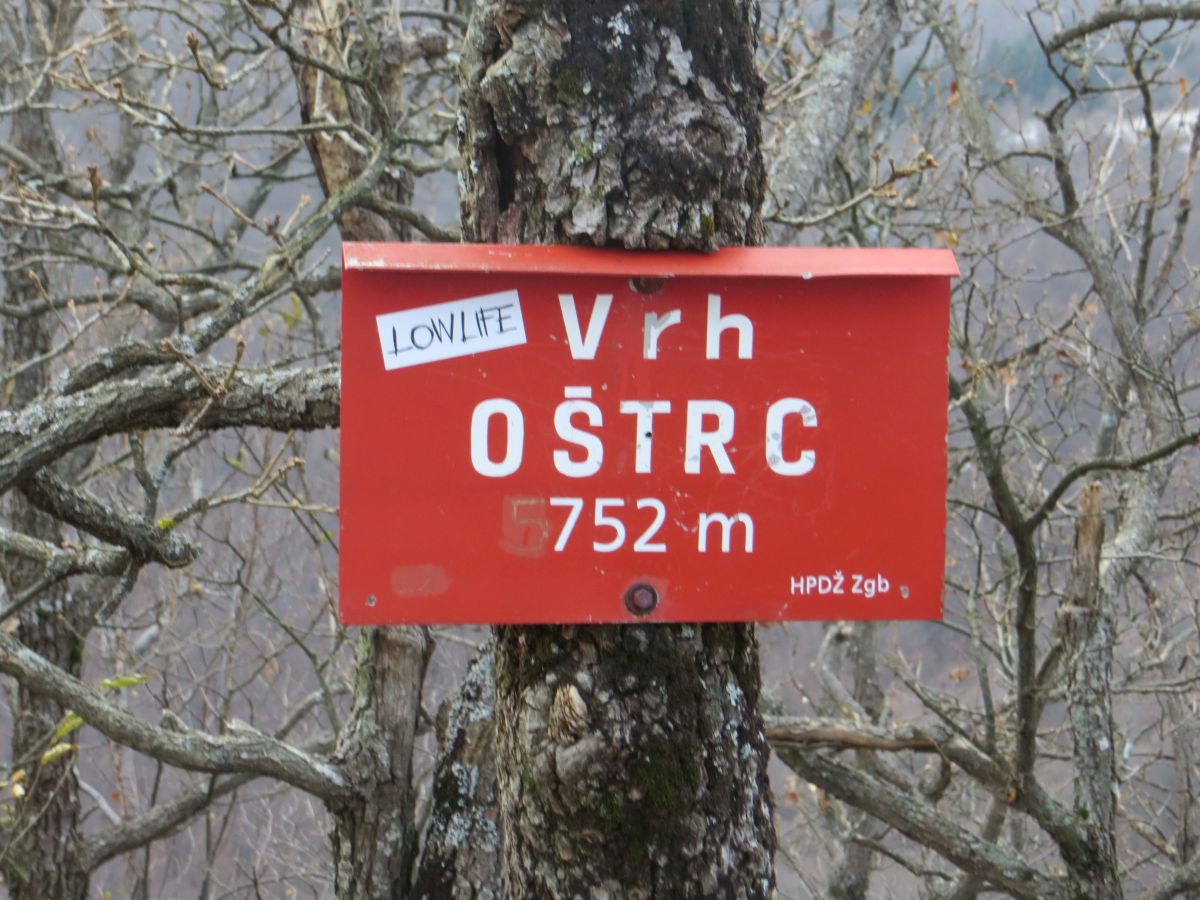 LOWLIFE
Vrh
OŠTRC
752 m
HPDŽ Zgb